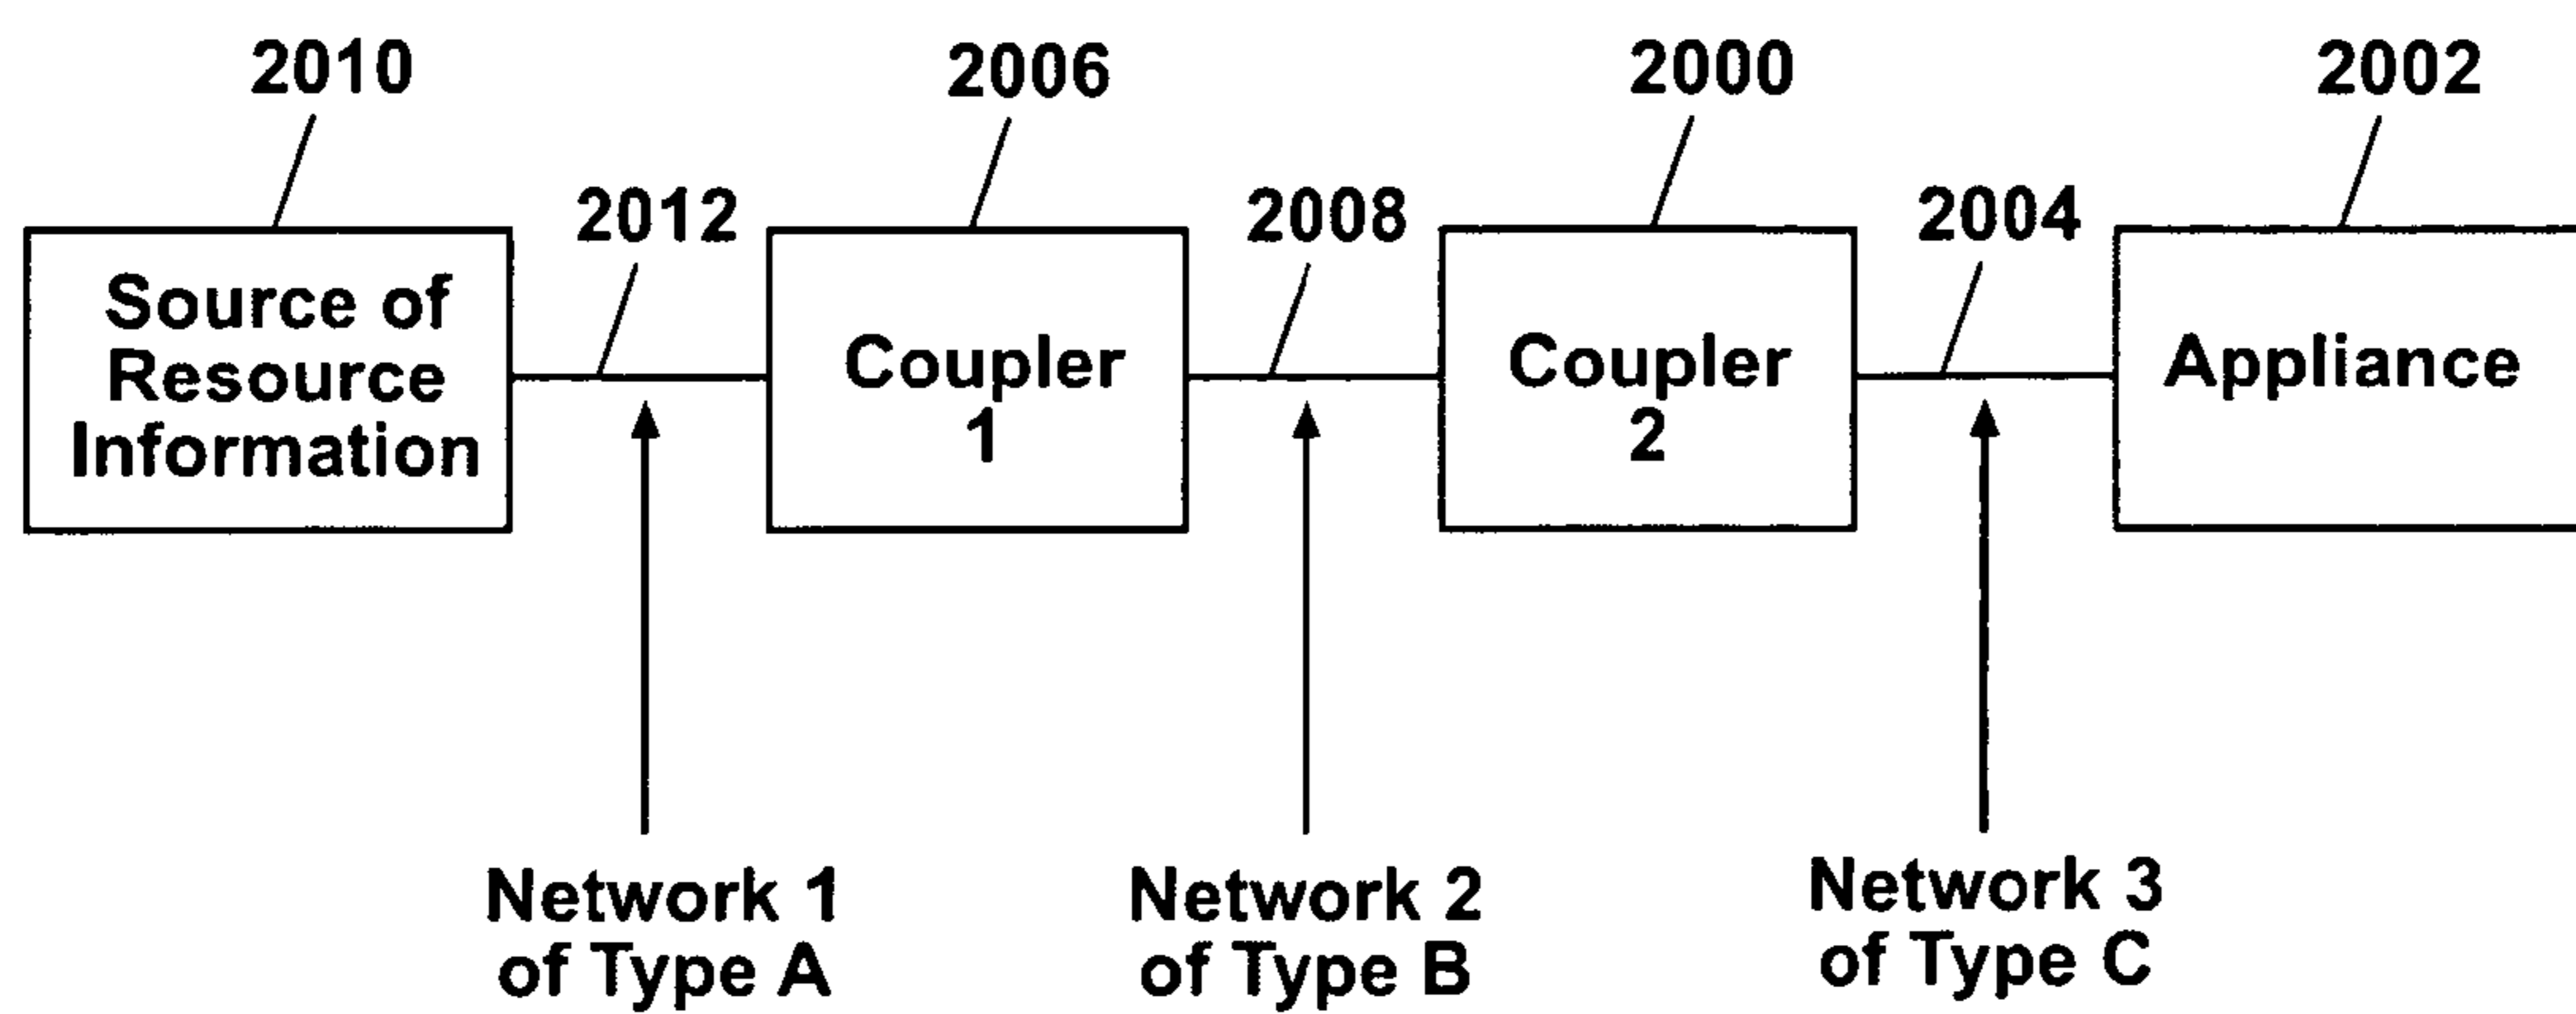 2010
2006
2000
2002
2012
2008
2004
Source of
Resource
Information
Coupler
1
Coupler
2
Appliance
Network 1
of Type A
Network 2
of Type B
Network 3
of Type C